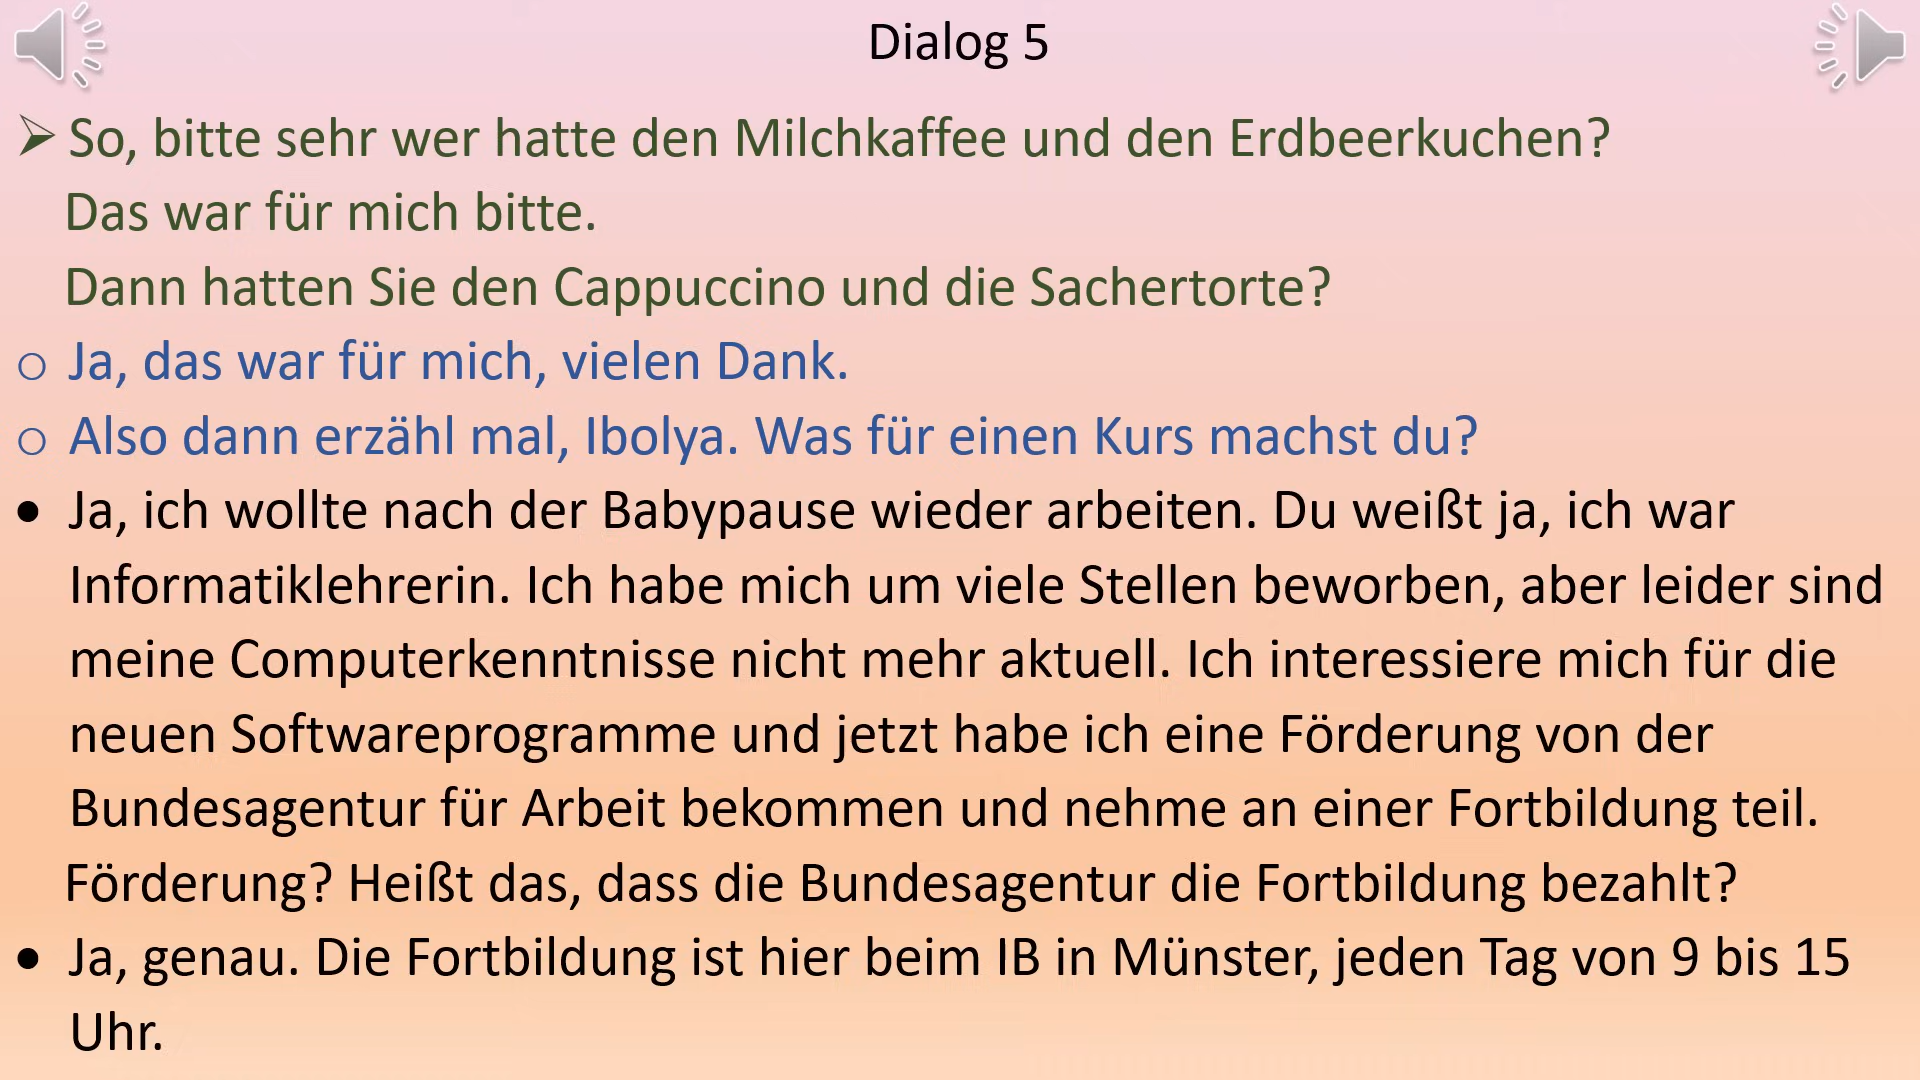 Dialog 5
So, bitte sehr wer hatte den Milchkaffee und den Erdbeerkuchen?
Das war für mich bitte.
Dann hatten Sie den Cappuccino und die Sachertorte?
Ja, das war für mich, vielen Dank.
Also dann erzähl mal, Ibolya. Was für einen Kurs machst du?
Ja, ich wollte nach der Babypause wieder arbeiten. Du weißt ja, ich war
Informatiklehrerin. Ich habe mich um viele Stellen beworben, aber leider sind
meine Computerkenntnisse nicht mehr aktuell. Ich interessiere mich für die
neuen Softwareprogramme und jetzt habe ich eine Förderung von der
Bundesagentur für Arbeit bekommen und nehme an einer Fortbildung teil.
Förderung? Heißt das, dass die Bundesagentur die Fortbildung bezahlt?
Ja, genau. Die Fortbildung ist hier beim IB in Münster, jeden Tag von 9 bis 15
Uhr.